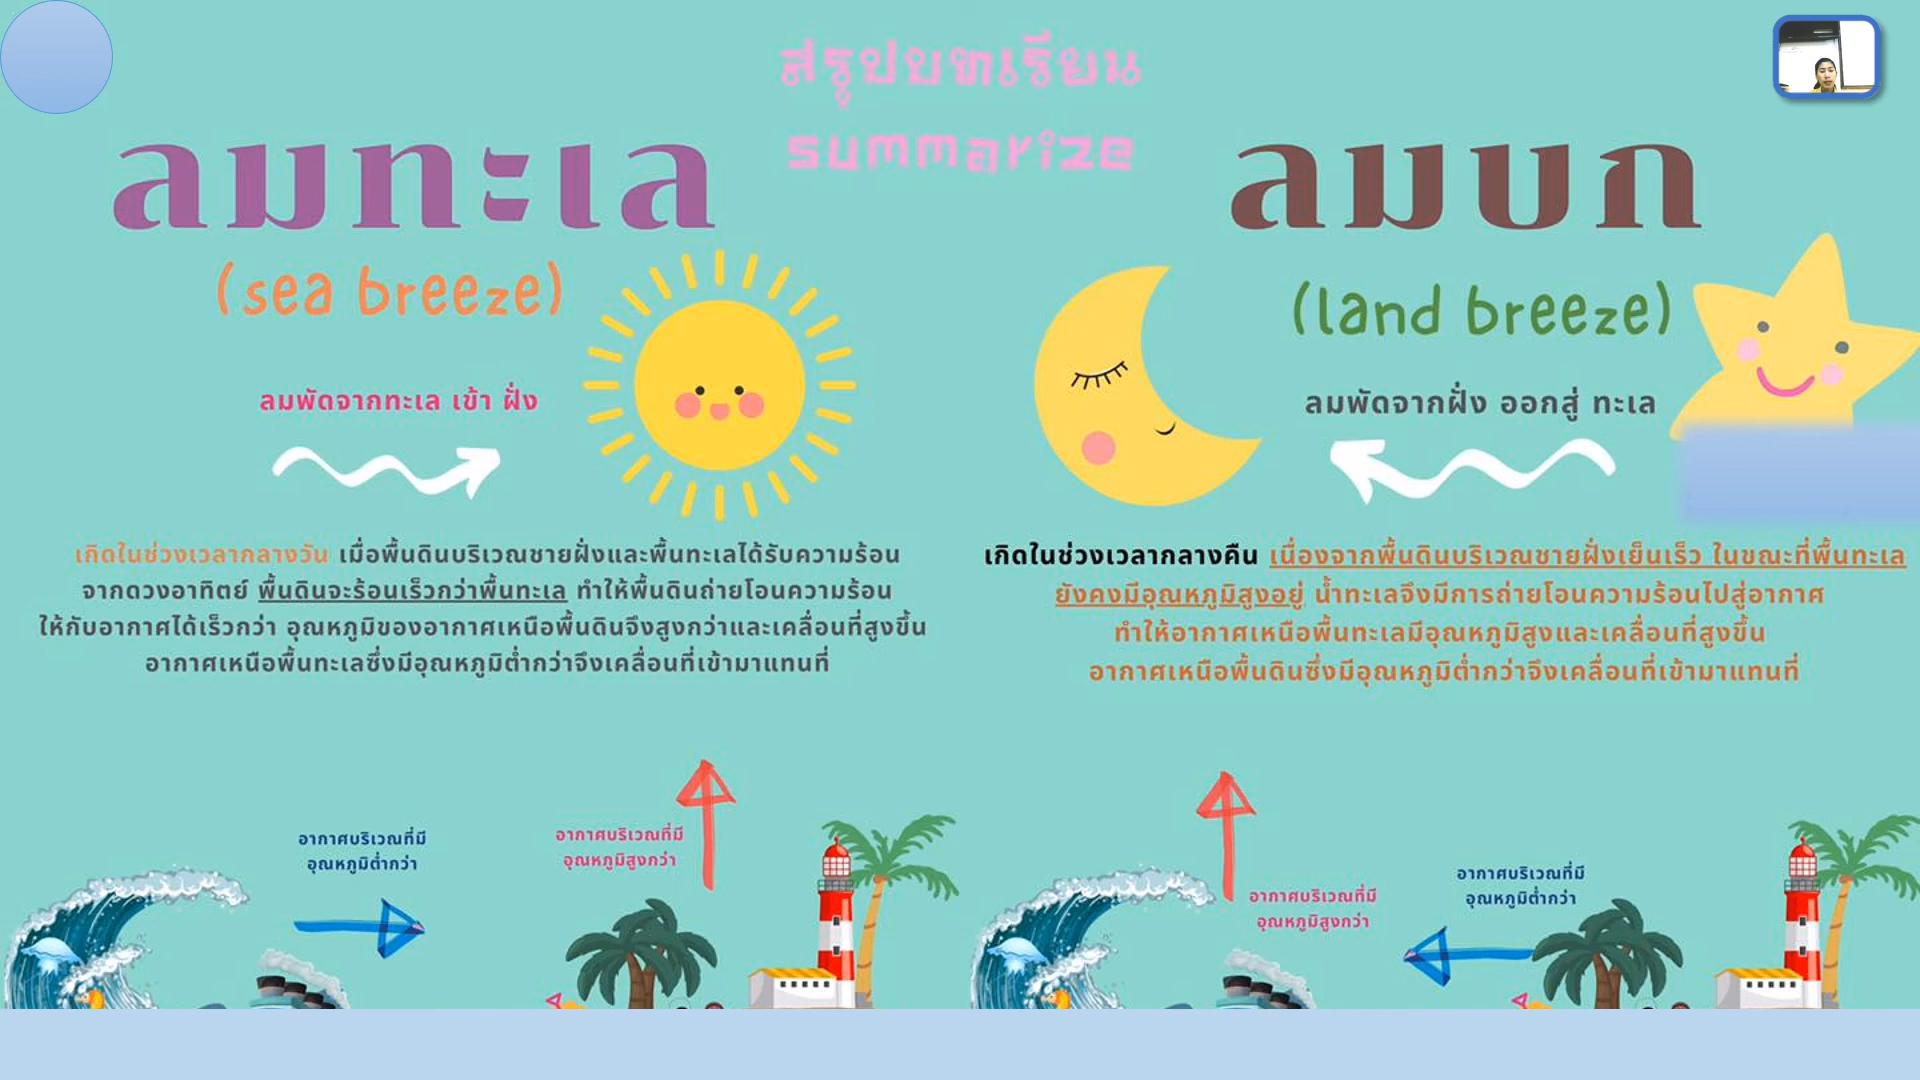 สรุปบทเรียน
summarize
ลมทะเล
(sea breeze)
ลมพัดจากทะเล เข้า ฝั่ง
เกิดในช่วงเวลากลางวัน เมื่อพื้นดินบริเวณชายฝั่งและพื้นทะเลได้รับความร้อน
จากดวงอาทิตย์ พื้นดินจะร้อนเร็วกว่าพื้นทะเล ทำให้พื้นดินถ่ายโอนความร้อน
ให้กับอากาศได้เร็วกว่า อุณหภูมิของอากาศเหนือพื้นดินจึงสูงกว่าและเคลื่อนที่สูงขึ้น
อากาศเหนือพื้นทะเลซึ่งมีอุณหภูมิต่ำกว่าจึงเคลื่อนที่เข้ามาแทนที่
อากาศบริเวณที่มี
อุณหภูมิต่ำกว่า
อากาศบริเวณที่มี
อุณหภูมิสูงกว่า
ลมบก
(land breeze)
ลมพัดจากฝั่ง ออกสู่ ทะเล
เกิดในช่วงเวลากลางคืน เนื่องจากพื้นดินบริเวณชายฝั่งเย็นเร็ว ในขณะที่พื้นทะเล
ยังคงมีอุณหภูมิสูงอยู่ น้ำทะเลจึงมีการถ่ายโอนความร้อนไปสู่อากาศ
ทำให้อากาศเหนือพื้นทะเลมีอุณหภูมิสูงและเคลื่อนที่สูงขึ้น
อากาศเหนือพื้นดินซึ่งมีอุณหภูมิต่ำกว่าจึงเคลื่อนที่เข้ามาแทนที่
อากาศบริเวณที่มี
อุณหภูมิสูงกว่า
อากาศบริเวณที่มี
อุณหภูมิต่ำกว่า